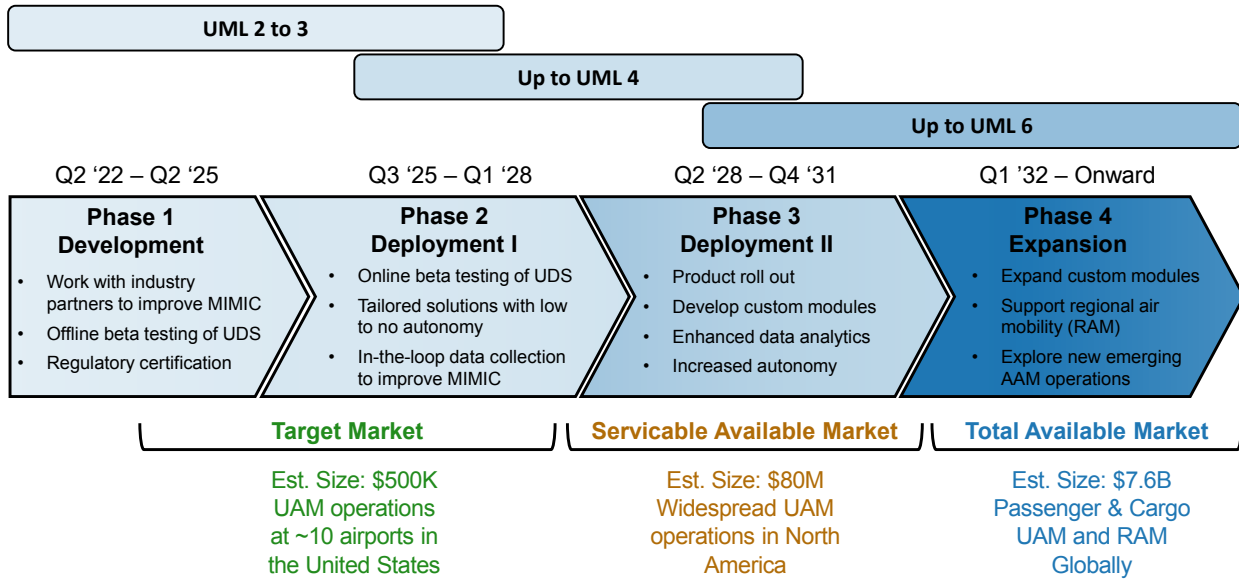 UML 2 to 3
Up to UML 4
Up to UML 6
Q2 ‘22 – Q2 ‘25
Q3 ‘25 – Q1 ‘28
Q2 ‘28 – Q4 ‘31
Q1 ’32 – Onward
Phase 1
Development
• Work with industry
partners to improve MIMIC
• Offline beta testing of UDS
• Regulatory certification
Phase 2
Deployment I
• Online beta testing of UDS
• Tailored solutions with low
to no autonomy
• In-the-loop data collection
to improve MIMIC
Phase 3
Deployment II
• Product roll out
• Develop custom modules
• Enhanced data analytics
• Increased autonomy
Phase 4
Expansion
• Expand custom modules
• Support regional air
mobility (RAM)
• Explore new emerging
AAM operations
Target Market
Est. Size: $500K
UAM operations
at ~10 airports in
the United States
Servicable Available Market
Est. Size: $80M
Widespread UAM
operations in North
America
Total Available Market
Est. Size: $7.6B
Passenger & Cargo
UAM and RAM
Globally